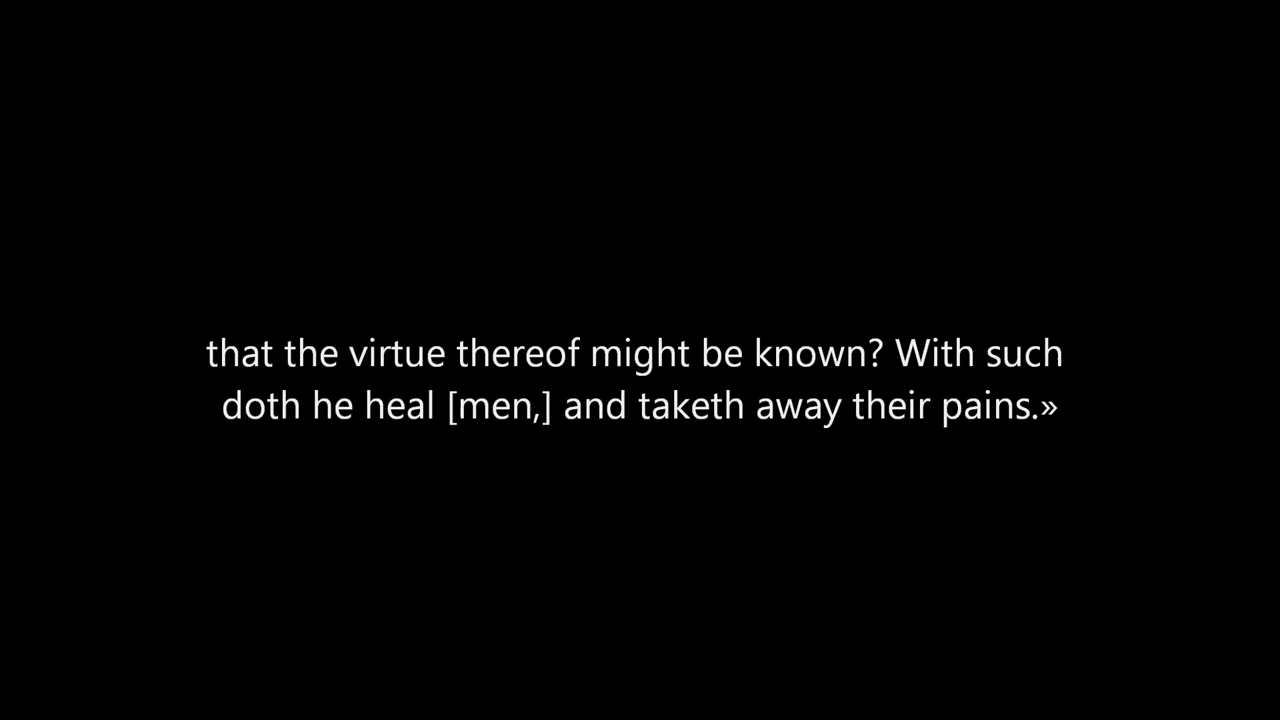 that the virtue thereof might be known? With such
doth he heal [men,] and taketh away their pains.»